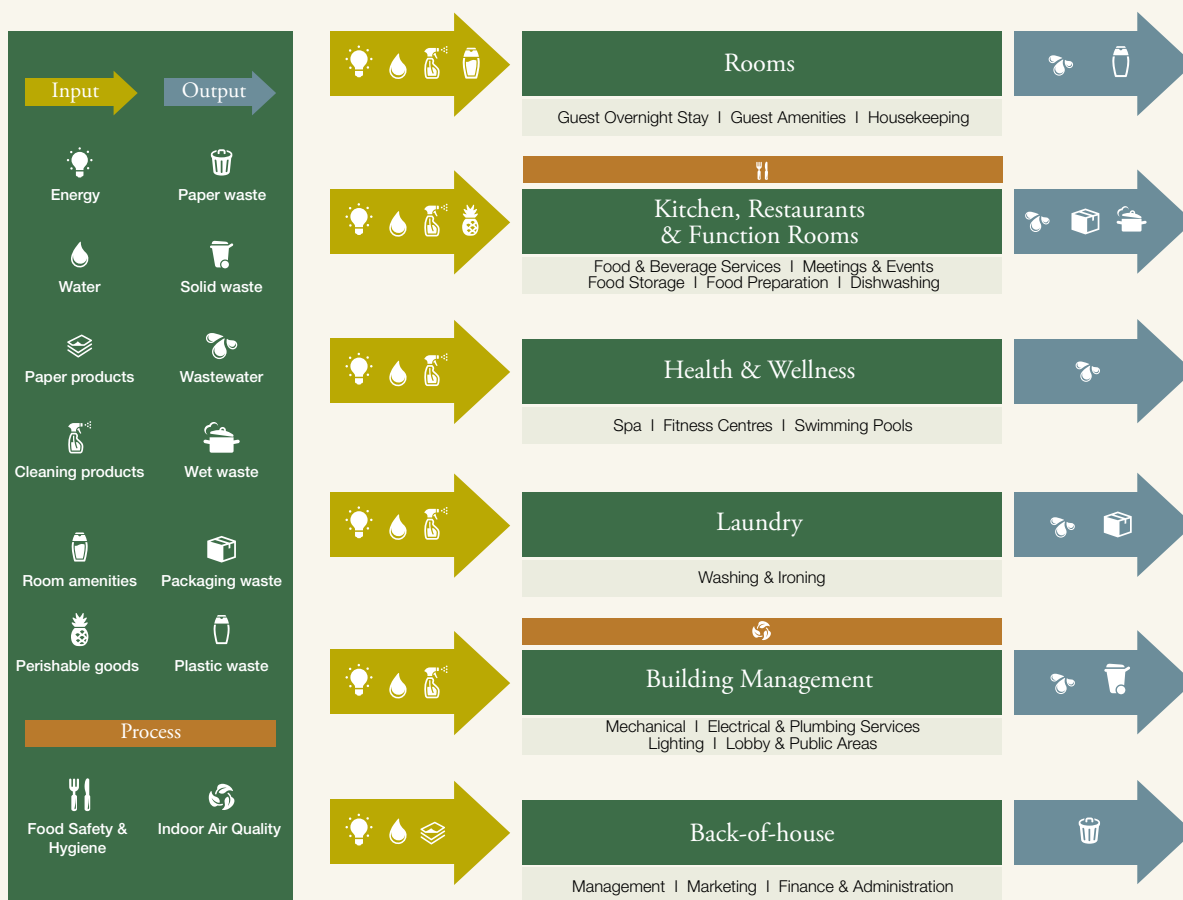 Input Output
Energy Paper waste
Water Solid waste
Paper products Wastewater
Cleaning products Wet waste
Room amenities Packaging waste
Perishable goods Plastic waste
Process
Food Safety & Hygiene Indoor Air Quality
Rooms
Guest Overnight Stay I Guest Amenities I Housekeeping
Kitchen, Restaurants
& Function Rooms
Food & Beverage Services I Meetings & Events
Food Storage I Food Preparation I Dishwashing
Health & Wellness
Spa I Fitness Centres I Swimming Pools
Laundry
Washing & Ironing
Building Management
Mechanical I Electrical & Plumbing Services
Lighting I Lobby & Public Areas
Back-of-house
Management I Marketing I Finance & Administration